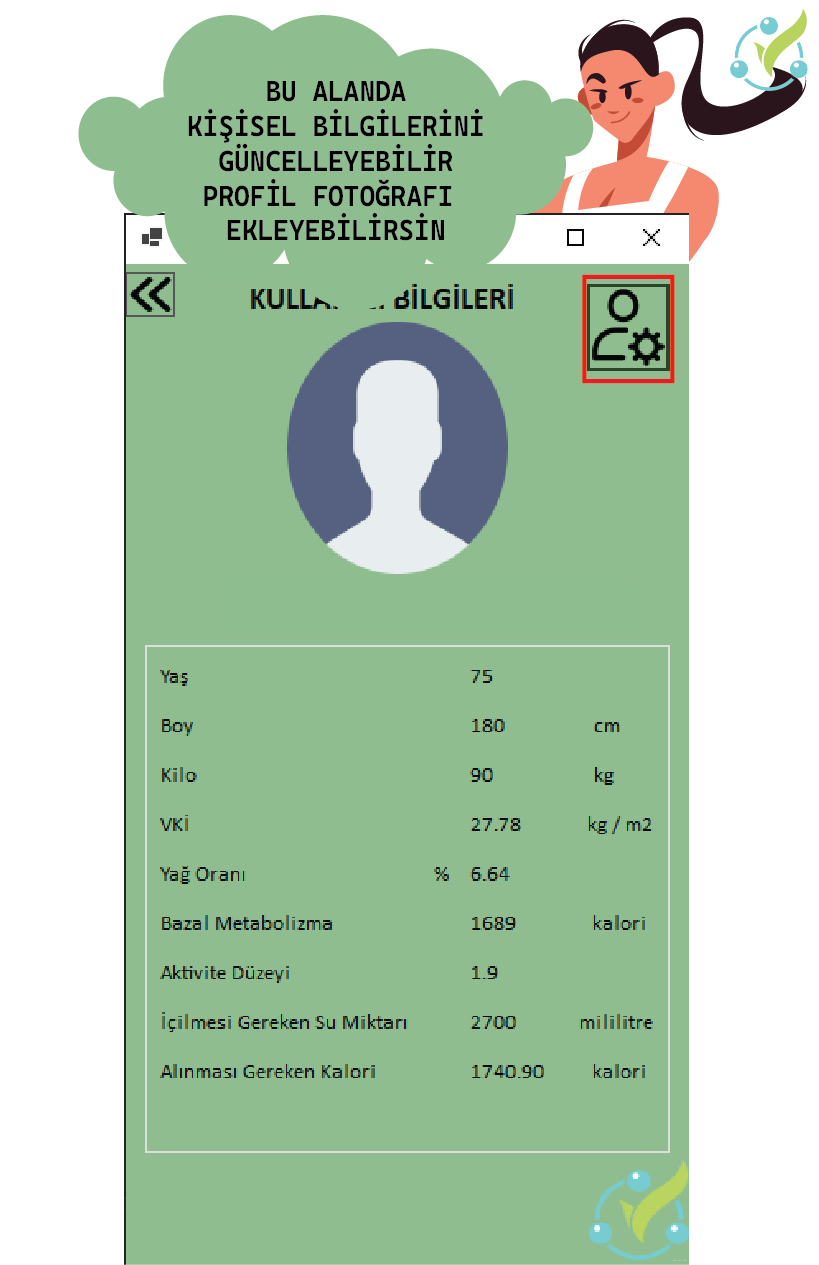 BU ALANDA
KİŞİSEL BİLGİLERİNİ
GÜNCELLEYEBİLİR
PROFİL FOTOĞRAFI
EKLEYEBİLİRSİN
BİLGİLERİ
Yaş 75
Boy 180 cm
Kilo 90 kg
VKİ 27.78 kg / m2
Yağ Oranı % 6.64
Bazal Metabolizma 1689 kalori
Aktivite Düzeyi 1.9
İçilmesi Gereken Su Miktarı 2700 mililitre
Alınması Gereken Kalori 1740.90 kalori